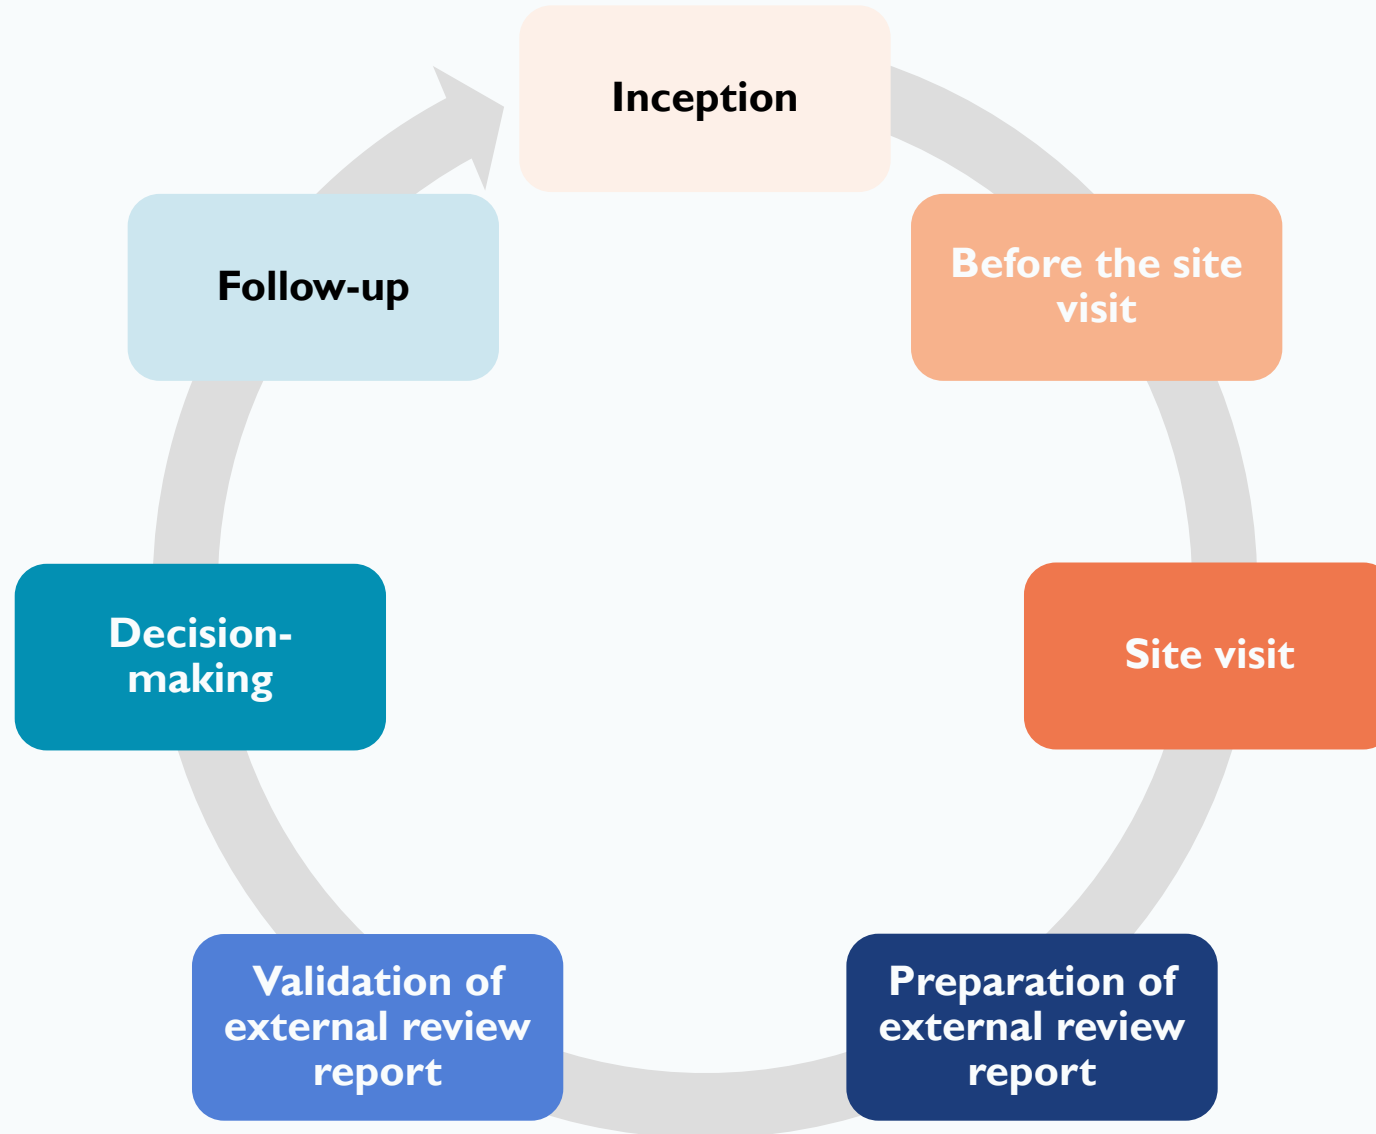 Inception
Before the site
visit
Site visit
Preparation of
external review
report
Validation of
external review
report
Decision-
making
Follow-up